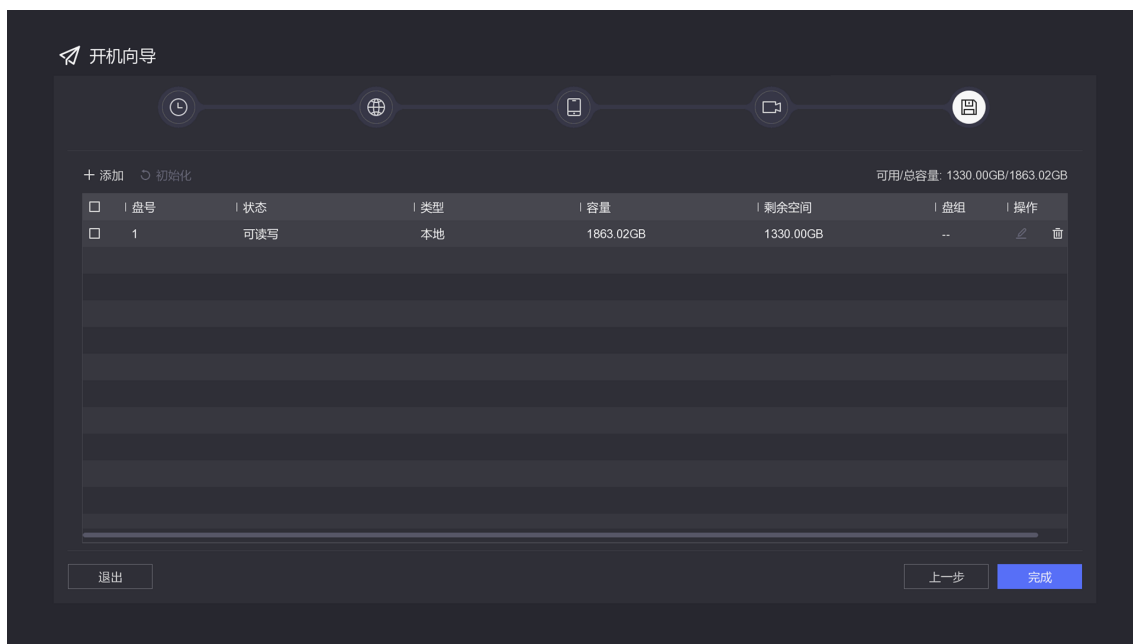 开机向导
添加 初始化 可用/总容量: 1330.00GB/1863.02GB
盘号 状态 类型 容量 剩余空间 盘组 操作
1 可读写 本地 1863.02GB 1330.00GB --
退出 上一步 完成